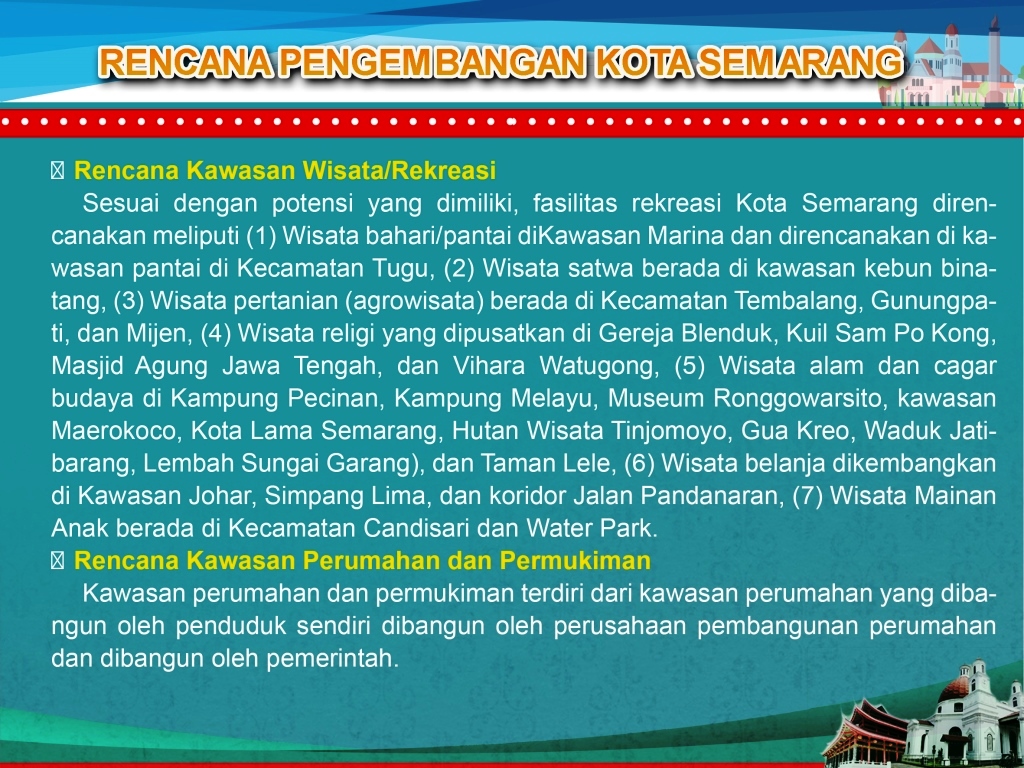 RENCANA PENGEMBANGAN KOTA SEMARANG
Rencana Kawasan Wisata/Rekreasi
Sesuai dengan potensi yang dimiliki, fasilitas rekreasi Kota Semarang diren-
canakan meliputi (1) Wisata bahari/pantai diKawasan Marina dan direncanakan di ka-
wasan pantai di Kecamatan Tugu, (2) Wisata satwa berada di kawasan kebun bina-
tang, (3) Wisata pertanian (agrowisata) berada di Kecamatan Tembalang, Gunungpa-
ti, dan Mijen, (4) Wisata religi yang dipusatkan di Gereja Blenduk, Kuil Sam Po Kong,
Masjid Agung Jawa Tengah, dan Vihara Watugong, (5) Wisata alam dan cagar
budaya di Kampung Pecinan, Kampung Melayu, Museum Ronggowarsito, kawasan
Maerokoco, Kota Lama Semarang, Hutan Wisata Tinjomoyo, Gua Kreo, Waduk Jati-
barang, Lembah Sungai Garang), dan Taman Lele, (6) Wisata belanja dikembangkan
di Kawasan Johar, Simpang Lima, dan koridor Jalan Pandanaran, (7) Wisata Mainan
Anak berada di Kecamatan Candisari dan Water Park.
Rencana Kawasan Perumahan dan Permukiman
Kawasan perumahan dan permukiman terdiri dari kawasan perumahan yang diba-
ngun oleh penduduk sendiri dibangun oleh perusahaan pembangunan perumahan
dan dibangun oleh pemerintah.